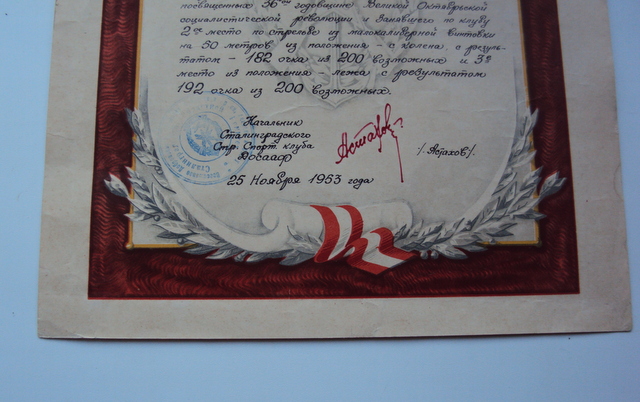 посвященных 36ой годовщине Великой Октябрьской
социалистической революции и занявшего по клубу
2ое место по стрельбе из малокалиберной винтовки
на 50 метров из положения - с колена, с резуль-
татом - 182 очка из 200 возможных и 3е
место из положения лежа с результатом
192 очка из 200 возможных.
Начальник
Сталинградского
Стр. Спорт. клуба
Досааф
Астахов
/Астахов/.
25 Ноября 1953 года